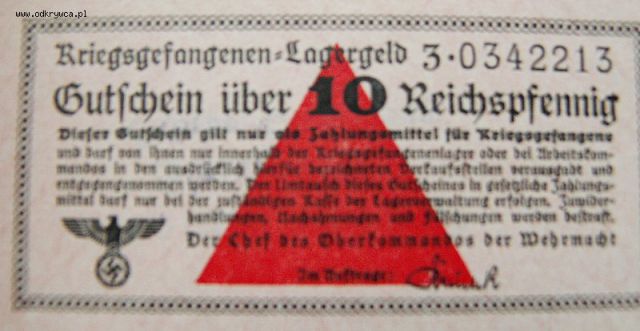 www.odkrywca.pl
Kriegsgefangenen-Lagergeld 3·0342213
Gutschein über 10 Reichspfennig
Dieser Gutschein gilt nur als Zahlungsmittel für Kriegsgefangene
und darf von ihnen nur innerhalb der Kriegsgefangenenlager oder bei Arbeitskom-
mandos in den ausdrücklich hierfür bezeichneten Verkaufsstellen verausgabt und
entgegengenommen werden. Der Umtausch dieses Gutscheines in gesetzliche Zahlungs-
mittel darf nur bei der zuständigen Kasse der Lagerverwaltung erfolgen. Zuwider-
handlungen, Nachahmungen und Fälschungen werden bestraft.
Der Chef des Oberkommandos der Wehrmacht
Im Auftrage: